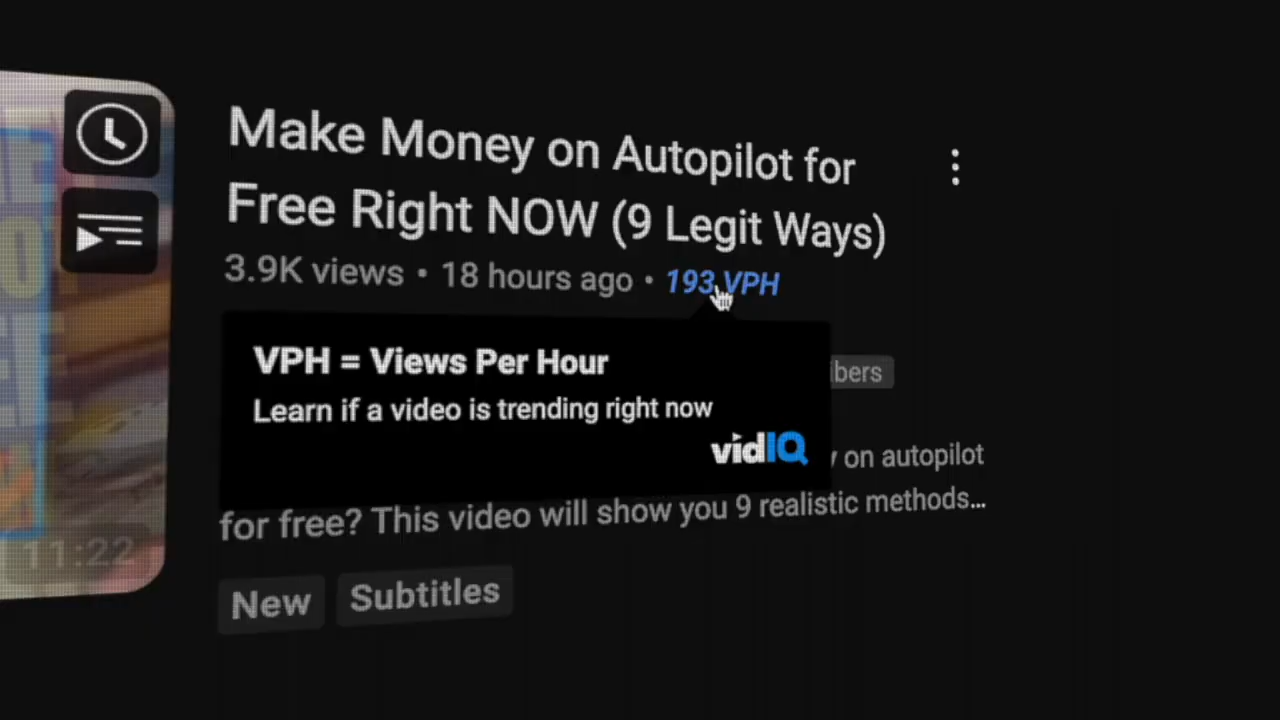 Make Money on Autopilot for
Free Right NOW (9 Legit Ways)
3.9K views • 18 hours ago • 193 VPH
VPH = Views Per Hour
Learn if a video is trending right now
vidIQ
bers
y on autopilot
for free? This video will show you 9 realistic methods...
11:22
New
Subtitles